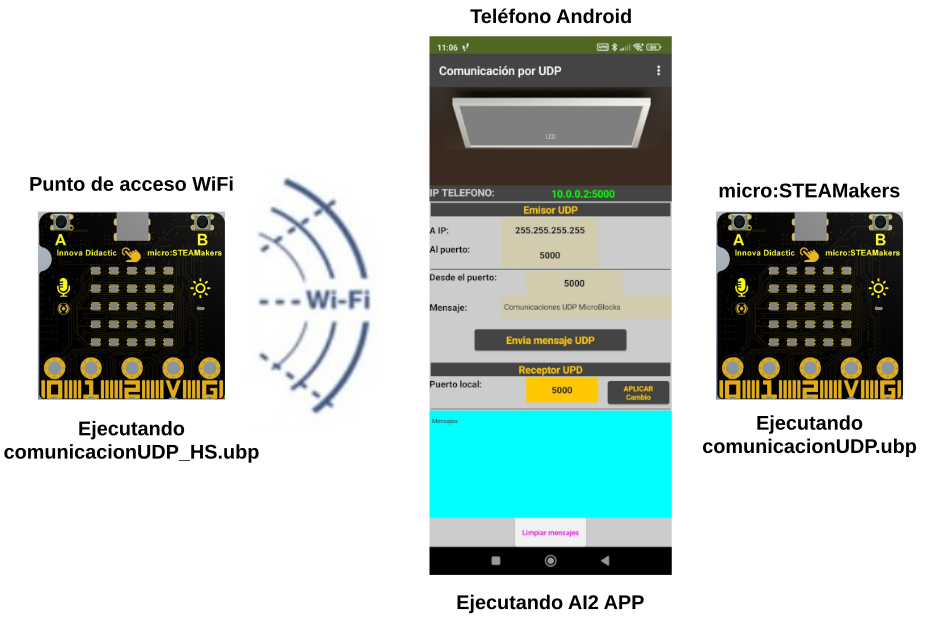 Teléfono Android
11:06
Comunicación por UDP
LED
IP TELEFONO: 10.0.0.2:5000
Emisor UDP
A IP: 255.255.255.255
Al puerto: 5000
Desde el puerto: 5000
Mensaje: Comunicaciones UDP MicroBlocks
Envia mensaje UDP
Receptor UPD
Puerto local: 5000 APLICAR
Cambio
Mensajes:
Limpiar mensajes
Ejecutando AI2 APP
Punto de acceso WiFi
A B
Innova Didactic micro:STEAMakers
0 1 2 V G
Ejecutando
comunicacionUDP_HS.ubp
Wi-Fi
micro:STEAMakers
A B
Innova Didactic micro:STEAMakers
0 1 2 V G
Ejecutando
comunicacionUDP.ubp